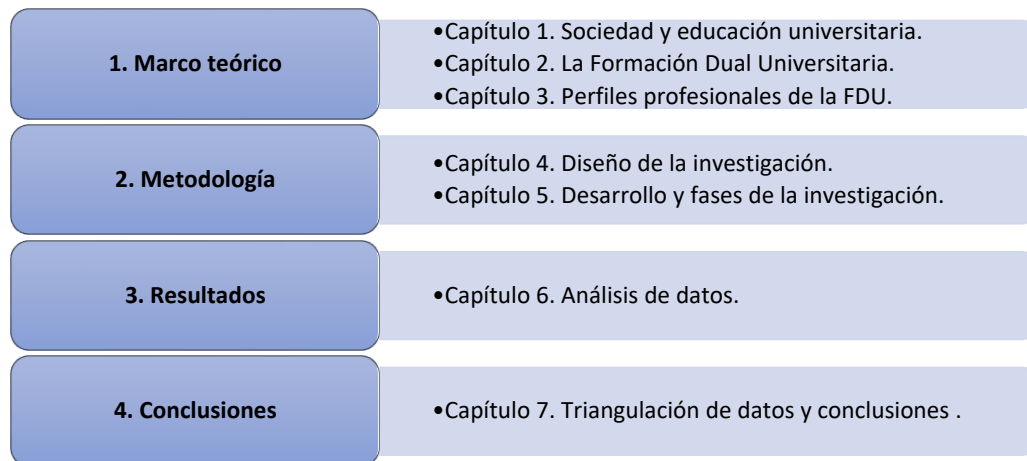 1. Marco teórico
•Capítulo 1. Sociedad y educación universitaria.
•Capítulo 2. La Formación Dual Universitaria.
•Capítulo 3. Perfiles profesionales de la FDU.
2. Metodología
•Capítulo 4. Diseño de la investigación.
•Capítulo 5. Desarrollo y fases de la investigación.
3. Resultados
•Capítulo 6. Análisis de datos.
4. Conclusiones
•Capítulo 7. Triangulación de datos y conclusiones .